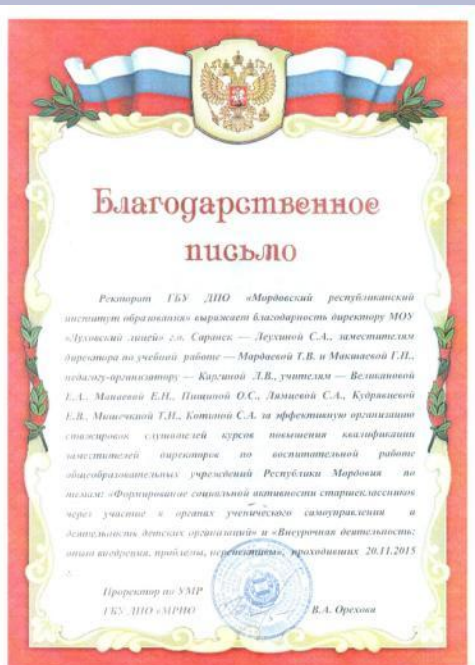 Благодарственное
письмо
Ректорат ГБУ ДПО «Мордовский республиканский
институт образования» выражает благодарность директору МОУ
«Луховский лицей» г.о. Саранск — Леухиной С.А., заместителям
директора по учебной работе — Мардаевой Т.В. и Макшаевой Г.П.,
педагогу-организатору — Каргиной Л.В., учителям — Великановой
Е.А., Манаевой Е.Н., Пищиной О.С., Лямцевой С.А., Кудрявцевой
Е.В., Мишечкиной Т.Н., Котиной С.А. за эффективную организацию
стажировок слушателей курсов повышения квалификации
заместителей директоров по воспитательной работе
общеобразовательных учреждений Республики Мордовия по
темам: «Формирование социальной активности старшеклассников
через участие в органах ученического самоуправления и
деятельность детских организаций» и «Внеурочная деятельность:
опыт внедрения, проблемы, перспективы», проходивших 20.11.2015
г.
Проректор по УМР
ГБУ ДПО «МРИО В.А. Орехова